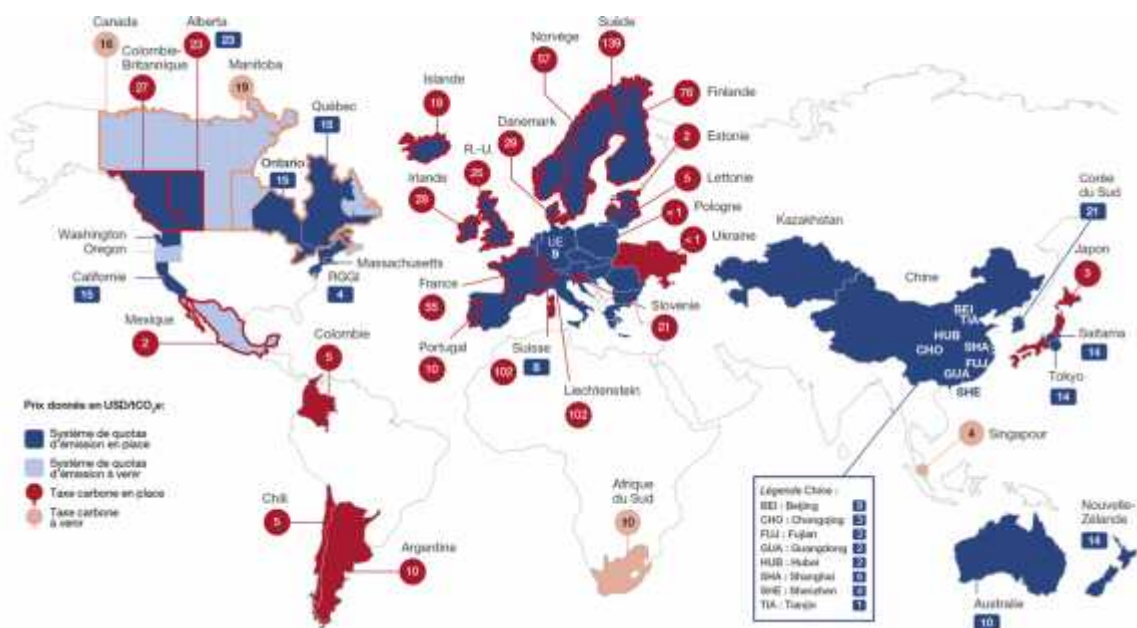 Canada
16
Alberta
23
23
Colombie-
Britannique
27
Manitoba
19
Québec
15
Ontario
15
Washington
Oregon
Californie
15
Massachusetts
RGGI
4
Mexique
2
Colombie
5
Chili
5
Argentine
10
Islande
R.-U.
25
Irlande
Danemark
Norvège
57
Suède
139
Finlande
76
Estonie
2
Lettonie
5
Pologne
<1
Ukraine
<1
UE
9
France
55
Portugal
10
Suisse
102
8
Liechtenstein
102
Slovénie
21
Afrique
du Sud
10
Kazakhstan
Chine
BEI
TIA
HUB
CHO
SHA
FUJ
GUA
SHE
Corée
du Sud
21
Japon
3
Saitama
14
Tokyo
14
Singapour
4
Nouvelle-
Zélande
14
Australie
10
Prix donnés en USD/tCO₂e:
Système de quotas
d'émission en place
Système de quotas
d'émission à venir
Taxe carbone en place
Taxe carbone
à venir
Légende Chine :
BEI : Beijing
CHO : Chongqing
FUJ : Fujian
GUA : Guangdong
HUB : Hubei
SHA : Shanghai
SHE : Shenzhen
TIA : Tianjin 1